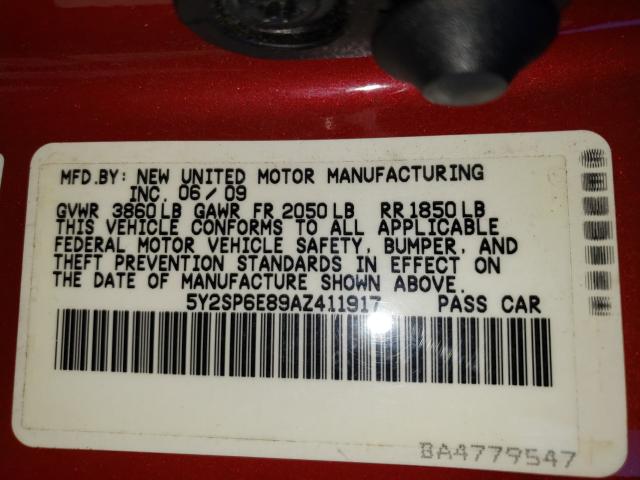 MFD.BY: NEW UNITED MOTOR MANUFACTURING
INC. 06/09
GVWR 3860LB GAWR FR 2050LB RR 1850LB
THIS VEHICLE CONFORMS TO ALL APPLICABLE
FEDERAL MOTOR VEHICLE SAFETY, BUMPER, AND
THEFT PREVENTION STANDARDS IN EFFECT ON
THE DATE OF MANUFACTURE SHOWN ABOVE.
5Y2SP6E89AZ411917 PASS CAR
BA4779547